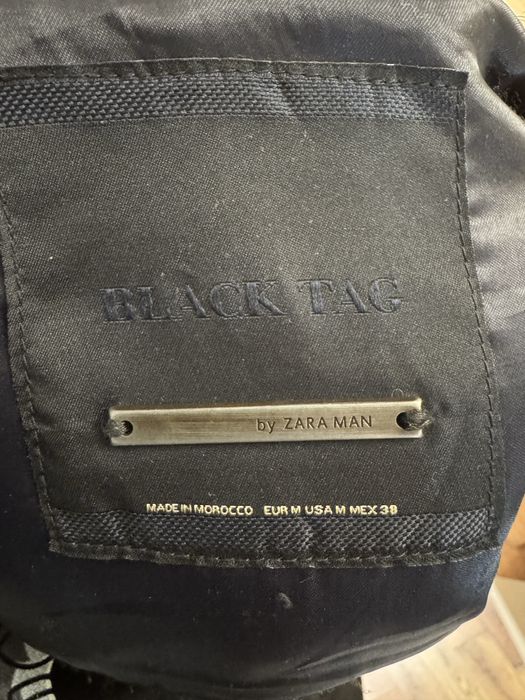 BLACK TAG
by ZARA MAN
MADE IN MOROCCO EUR M USA M MEX 38